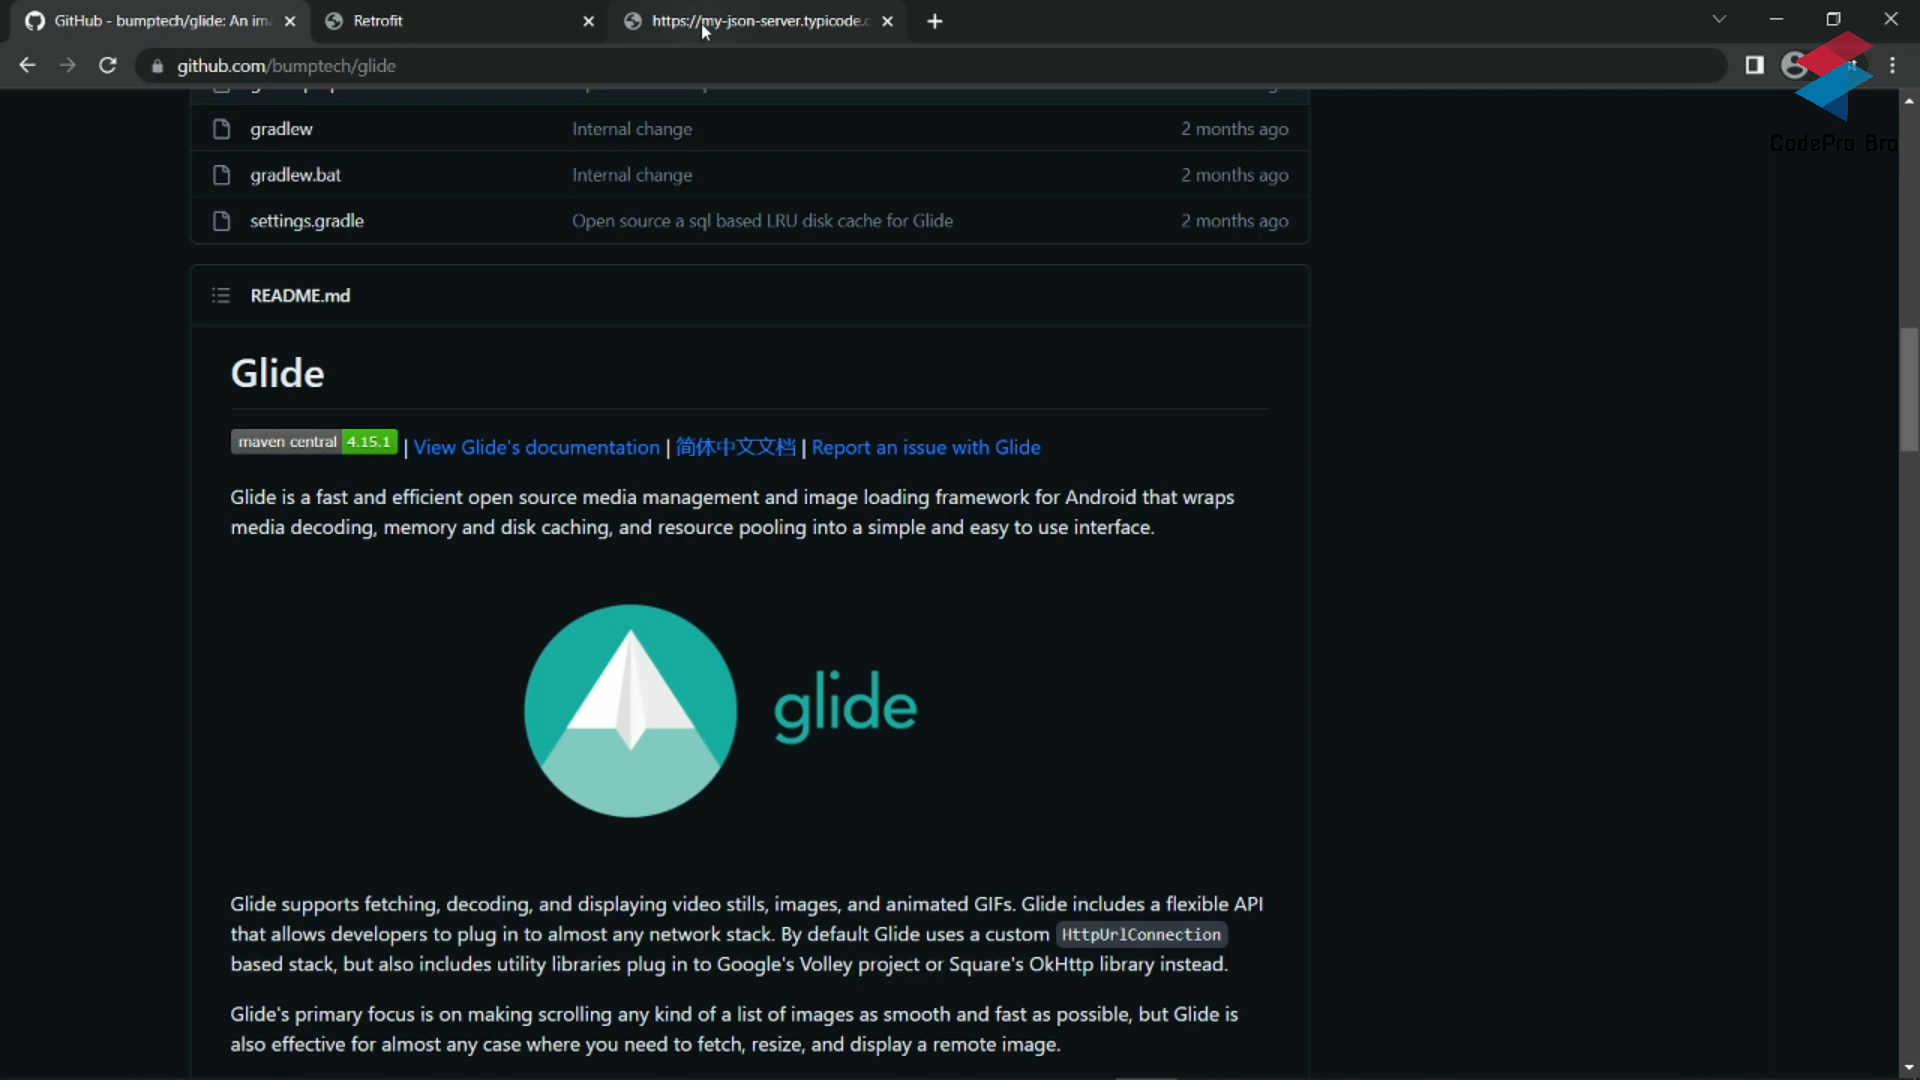 GitHub - bumptech/glide: An im
Retrofit
https://my-json-server.typicode.c
github.com/bumptech/glide
CodePro Bro
gradlew Internal change 2 months ago
gradlew.bat Internal change 2 months ago
settings.gradle Open source a sql based LRU disk cache for Glide 2 months ago
README.md
Glide
maven central 4.15.1 | View Glide's documentation | 简体中文文档 | Report an issue with Glide
Glide is a fast and efficient open source media management and image loading framework for Android that wraps
media decoding, memory and disk caching, and resource pooling into a simple and easy to use interface.
glide
Glide supports fetching, decoding, and displaying video stills, images, and animated GIFs. Glide includes a flexible API
that allows developers to plug in to almost any network stack. By default Glide uses a custom HttpUrlConnection
based stack, but also includes utility libraries plug in to Google's Volley project or Square's OkHttp library instead.
Glide's primary focus is on making scrolling any kind of a list of images as smooth and fast as possible, but Glide is
also effective for almost any case where you need to fetch, resize, and display a remote image.